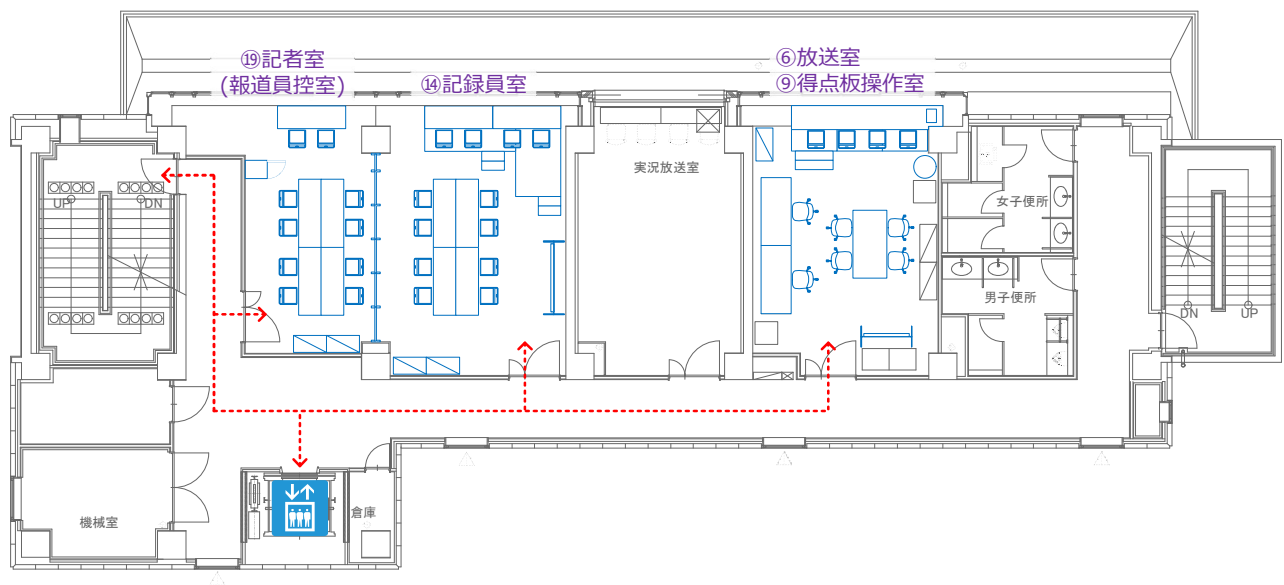 ⑲記者室
(報道員控室)
⑭記録員室
⑥放送室
⑨得点板操作室
実況放送室
女子便所
男子便所
UP
DN
DN
UP
機械室
倉庫